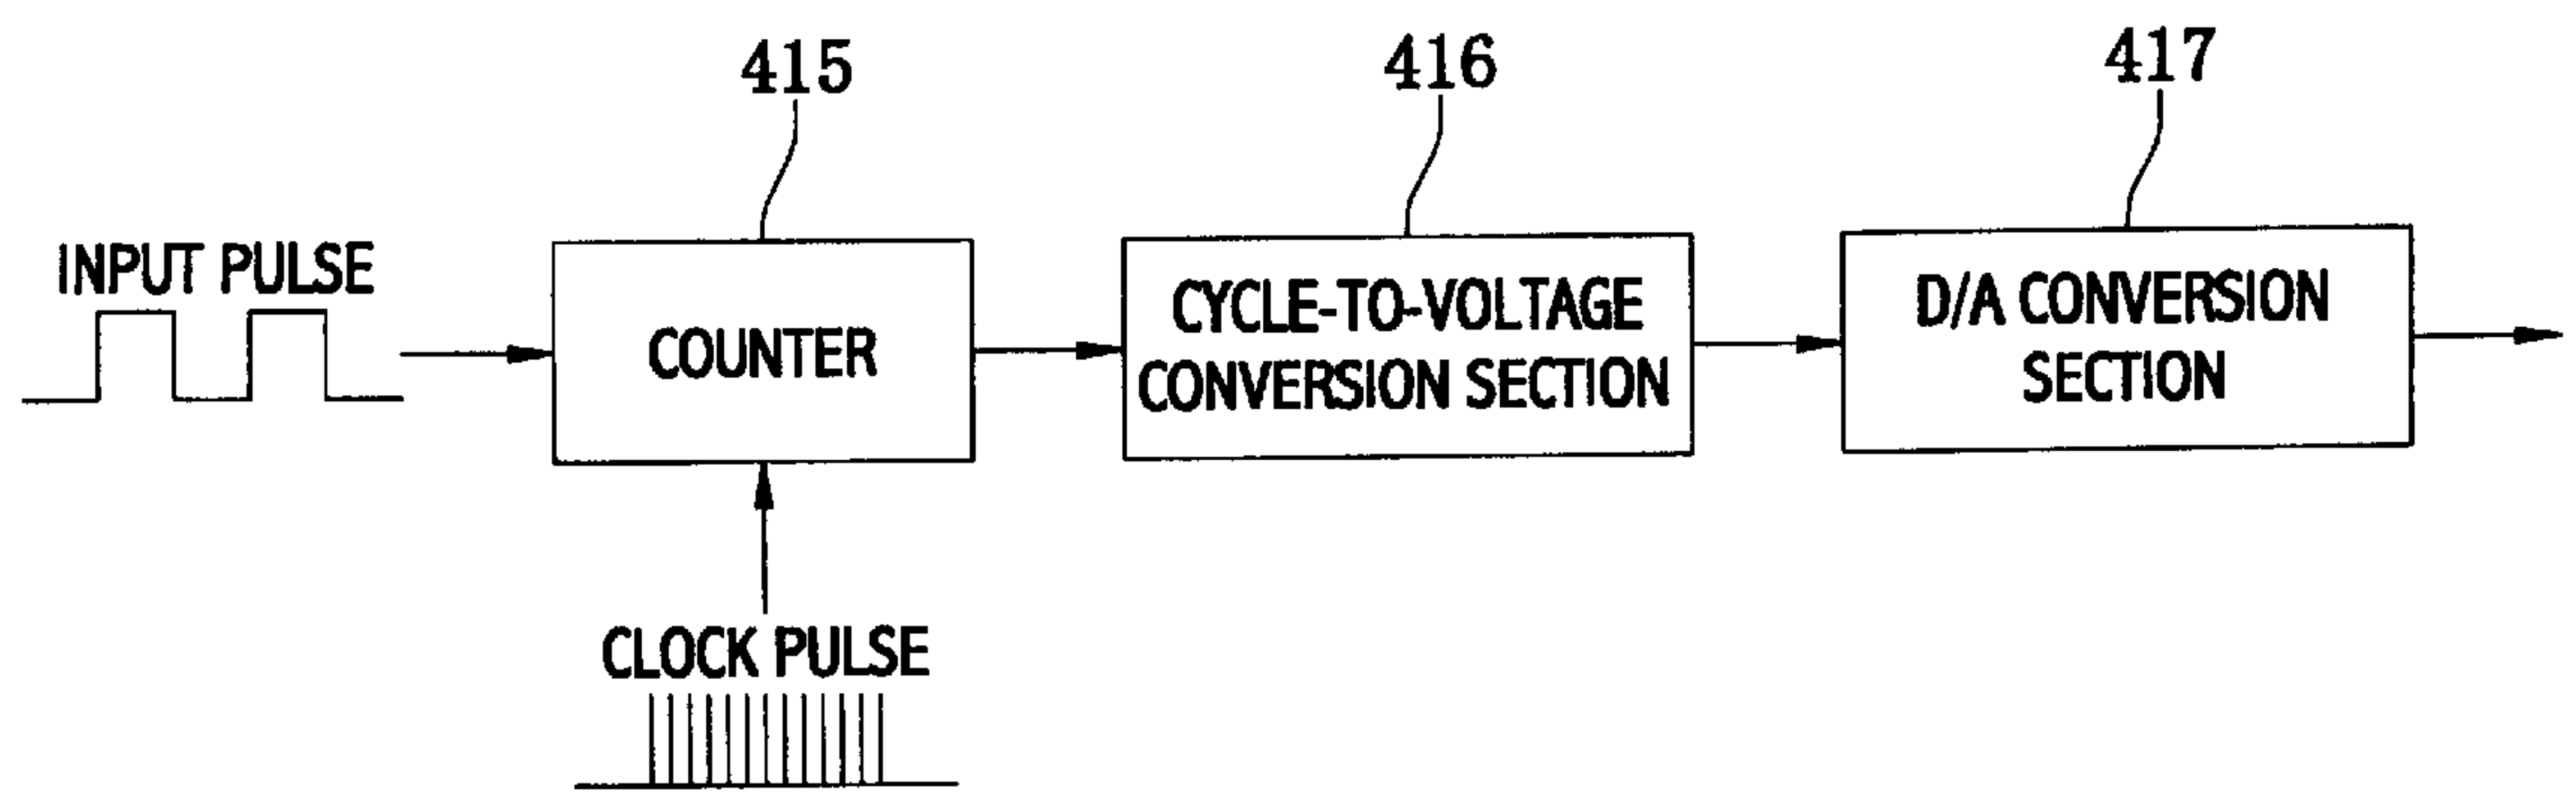 415
416
417
INPUT PULSE
COUNTER
CYCLE-TO-VOLTAGE
CONVERSION SECTION
D/A CONVERSION
SECTION
CLOCK PULSE